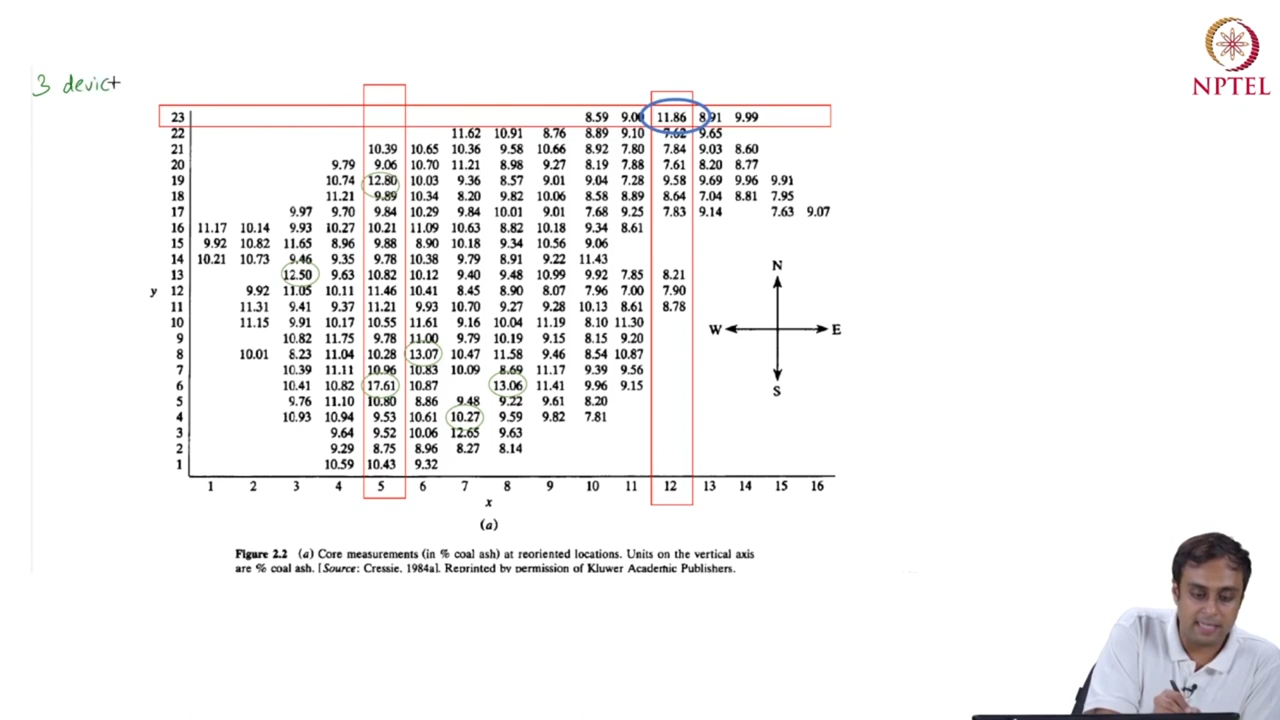 NPTEL
3 devict
23 8.59 9.0 11.86 8.91 9.99
22 11.62 10.91 8.76 8.89 9.10 7.62 9.65
21 10.39 10.65 10.36 9.58 10.66 8.92 7.80 7.84 9.03 8.60
20 9.79 9.06 10.70 11.21 8.98 9.27 8.19 7.88 7.61 8.20 8.77
19 10.74 12.80 10.03 9.36 8.57 9.01 9.04 7.28 9.58 9.69 9.96 9.91
18 11.21 9.89 10.34 8.20 9.82 10.06 8.58 8.89 8.64 7.04 8.81 7.95
17 9.97 9.70 9.84 10.29 9.84 10.01 9.01 7.68 9.25 7.83 9.14 7.63 9.07
16 11.17 10.14 9.93 10.27 10.21 11.09 10.63 8.82 10.18 9.34 8.61
15 9.92 10.82 11.65 8.96 9.88 8.90 10.18 9.34 10.56 9.06
14 10.21 10.73 9.46 9.35 9.78 10.38 9.79 8.91 9.22 11.43
13 12.50 9.63 10.82 10.12 9.40 9.48 10.99 9.92 7.85 8.21
y 12 9.92 11.05 10.11 11.46 10.41 8.45 8.90 8.07 7.96 7.00 7.90
11 11.31 9.41 9.37 11.21 9.93 10.70 9.27 9.28 10.13 8.61 8.78
10 11.15 9.91 10.17 10.55 11.61 9.16 10.04 11.19 8.10 11.30
9 10.82 11.75 9.78 11.00 9.79 10.19 9.15 8.15 9.20
8 10.01 8.23 11.04 10.28 13.07 10.47 11.58 9.46 8.54 10.87
7 10.39 11.11 10.96 10.83 10.09 8.69 11.17 9.39 9.56
6 10.41 10.82 17.61 10.87 13.06 11.41 9.96 9.15
5 9.76 11.10 10.80 8.86 9.48 9.22 9.61 8.20
4 10.93 10.94 9.53 10.61 10.27 9.59 9.82 7.81
3 9.64 9.52 10.06 12.65 9.63
2 9.29 8.75 8.96 8.27 8.14
1 10.59 10.43 9.32
1 2 3 4 5 6 7 8 9 10 11 12 13 14 15 16
x
(a)
N
W E
S
Figure 2.2 (a) Core measurements (in % coal ash) at reoriented locations. Units on the vertical axis
are % coal ash. [Source: Cressie, 1984a]. Reprinted by permission of Kluwer Academic Publishers.